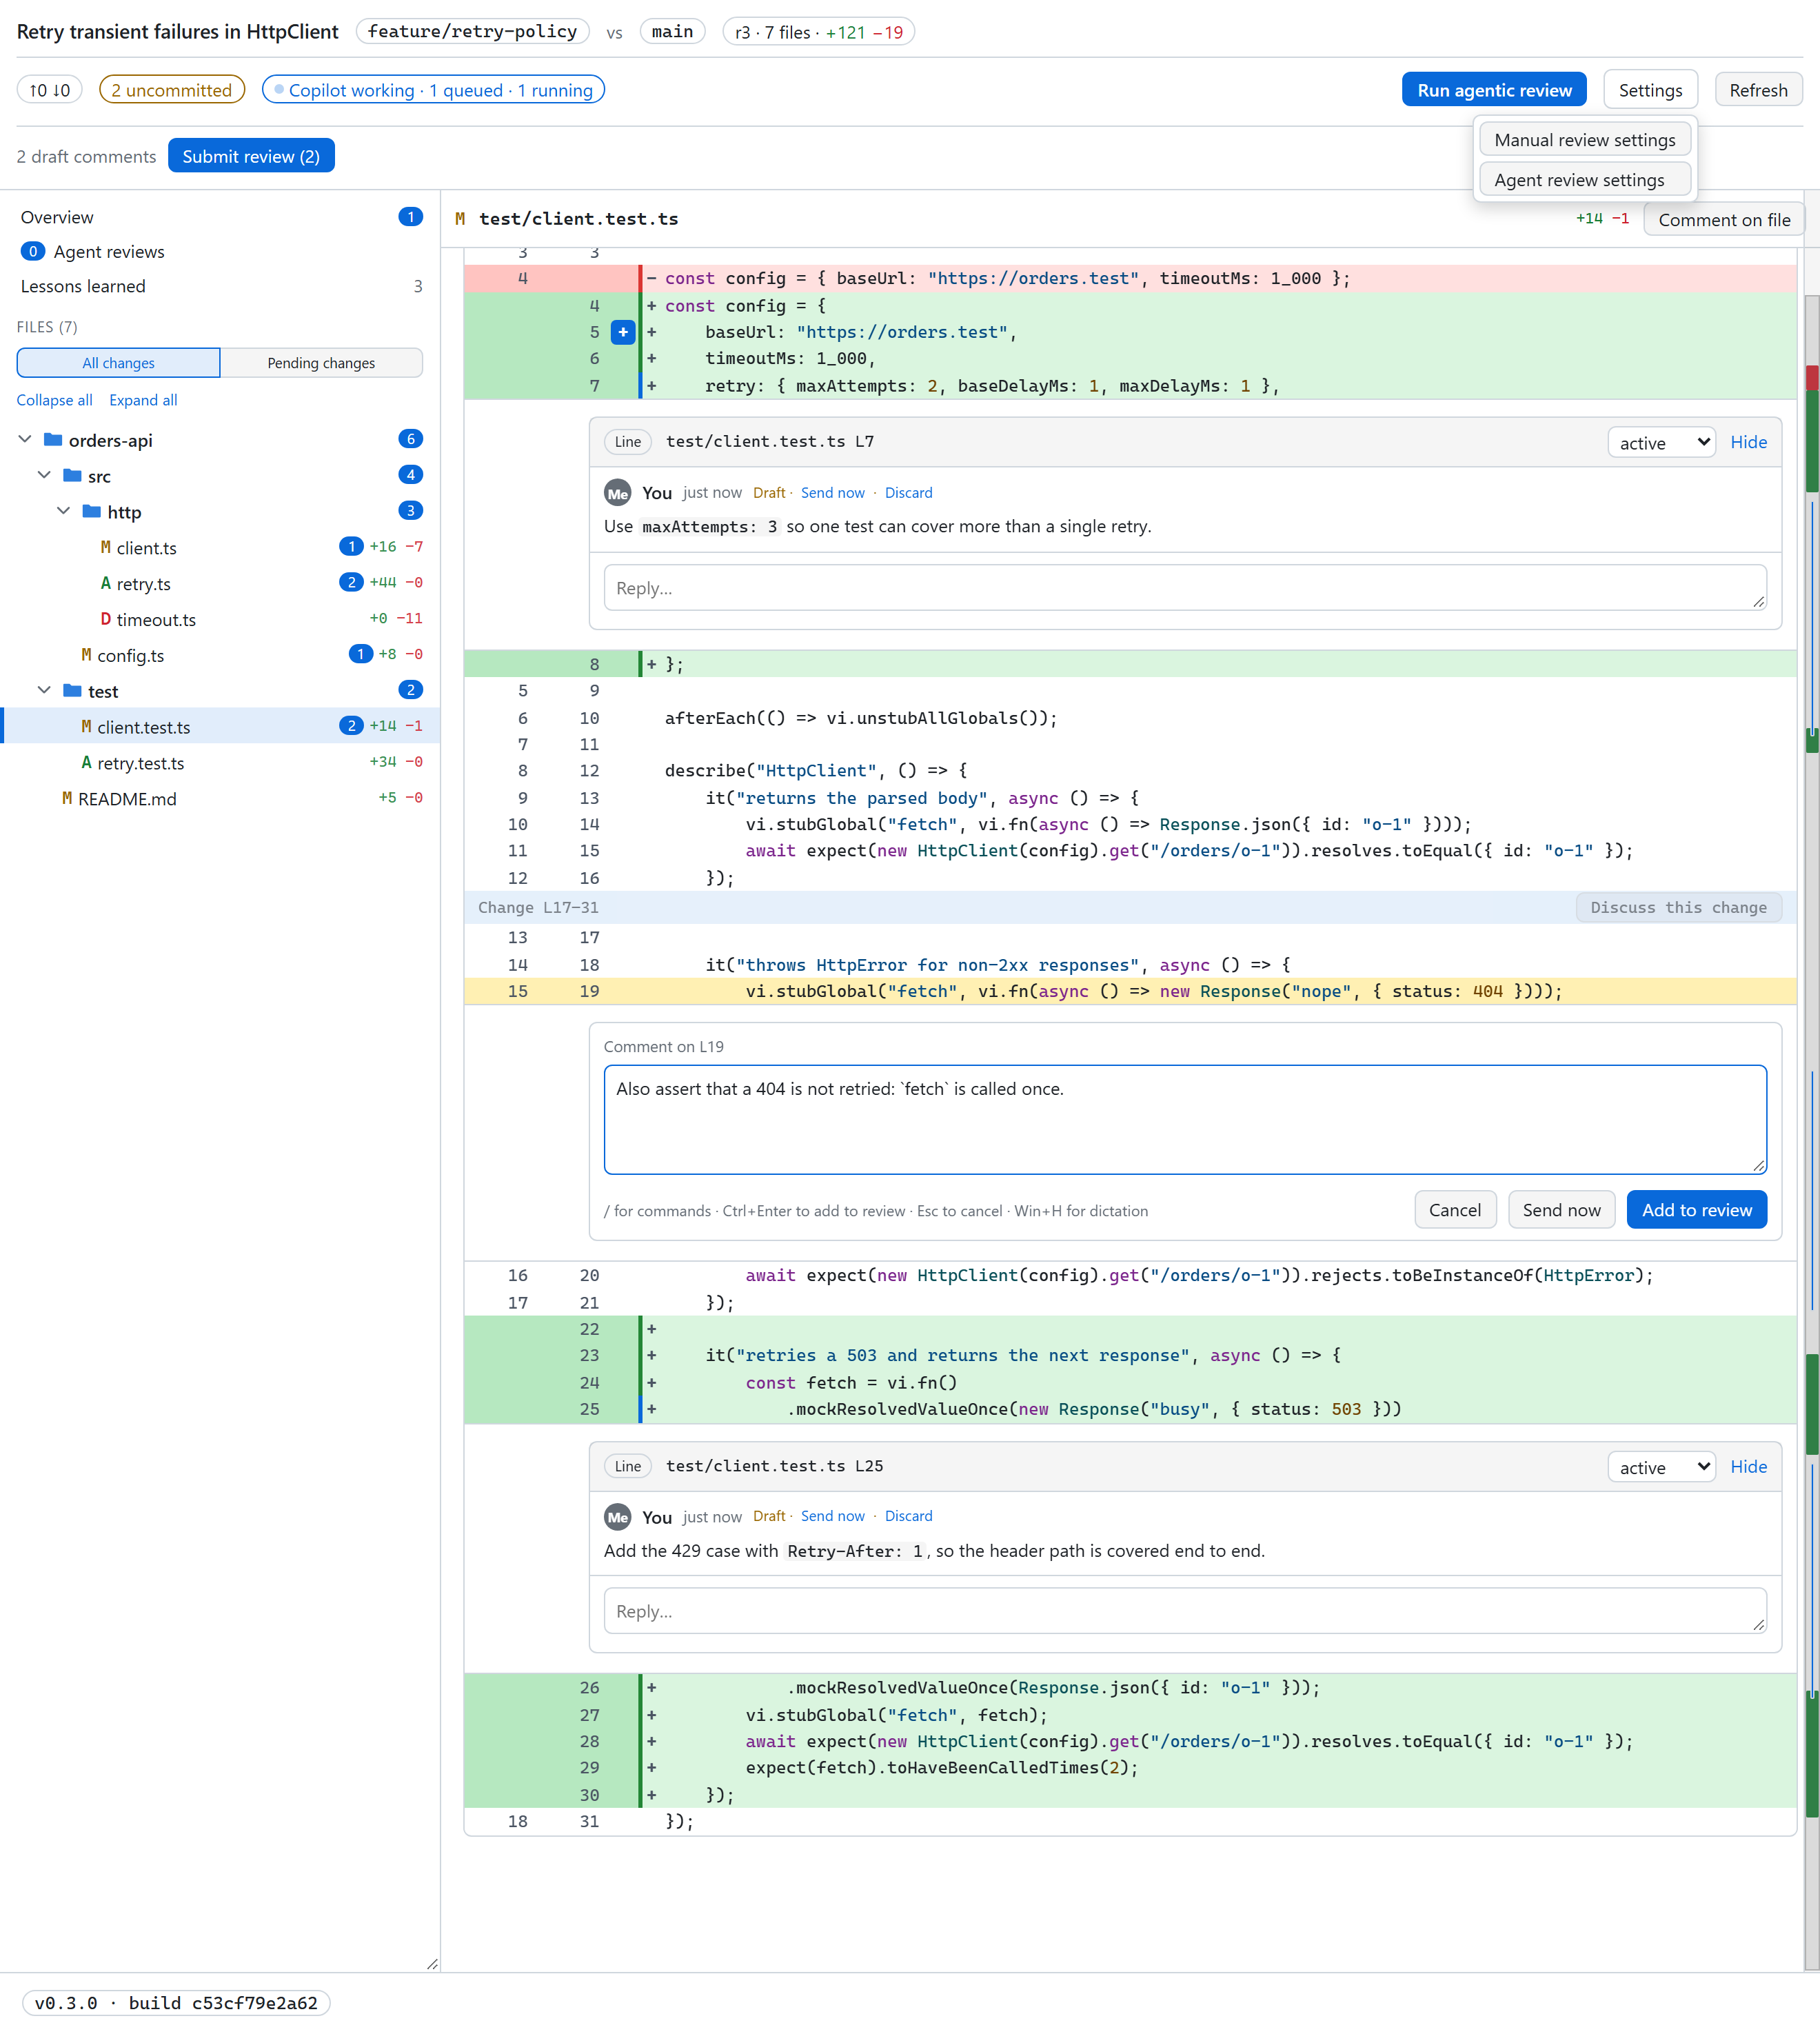 Retry transient failures in HttpClient feature/retry-policy vs main r3 · 7 files · +121 −19
↑0 ↓0 2 uncommitted Copilot working · 1 queued · 1 running Run agentic review Settings Refresh
Manual review settings
Agent review settings
2 draft comments Submit review (2)
Overview 1
0 Agent reviews
Lessons learned 3
FILES (7)
All changes Pending changes
Collapse all Expand all
orders-api 6
src 4
http 3
M client.ts 1 +16 −7
A retry.ts 2 +44 −0
D timeout.ts +0 −11
M config.ts 1 +8 −0
test 2
M client.test.ts 2 +14 −1
A retry.test.ts +34 −0
M README.md +5 −0
M test/client.test.ts +14 −1 Comment on file
3 3
4 − const config = { baseUrl: "https://orders.test", timeoutMs: 1_000 };
4 + const config = {
5 + + baseUrl: "https://orders.test",
6 + timeoutMs: 1_000,
7 + retry: { maxAttempts: 2, baseDelayMs: 1, maxDelayMs: 1 },
Line test/client.test.ts L7 active Hide
Me You just now Draft · Send now · Discard
Use maxAttempts: 3 so one test can cover more than a single retry.
Reply...
8 + };
5 9
6 10 afterEach(() => vi.unstubAllGlobals());
7 11
8 12 describe("HttpClient", () => {
9 13 it("returns the parsed body", async () => {
10 14 vi.stubGlobal("fetch", vi.fn(async () => Response.json({ id: "o-1" })));
11 15 await expect(new HttpClient(config).get("/orders/o-1")).resolves.toEqual({ id: "o-1" });
12 16 });
Change L17-31 Discuss this change
13 17
14 18 it("throws HttpError for non-2xx responses", async () => {
15 19 vi.stubGlobal("fetch", vi.fn(async () => new Response("nope", { status: 404 })));
Comment on L19
Also assert that a 404 is not retried: `fetch` is called once.
/ for commands · Ctrl+Enter to add to review · Esc to cancel · Win+H for dictation Cancel Send now Add to review
16 20 await expect(new HttpClient(config).get("/orders/o-1")).rejects.toBeInstanceOf(HttpError);
17 21 });
22 +
23 + it("retries a 503 and returns the next response", async () => {
24 + const fetch = vi.fn()
25 + .mockResolvedValueOnce(new Response("busy", { status: 503 }))
Line test/client.test.ts L25 active Hide
Me You just now Draft · Send now · Discard
Add the 429 case with Retry-After: 1, so the header path is covered end to end.
Reply...
26 + .mockResolvedValueOnce(Response.json({ id: "o-1" }));
27 + vi.stubGlobal("fetch", fetch);
28 + await expect(new HttpClient(config).get("/orders/o-1")).resolves.toEqual({ id: "o-1" });
29 + expect(fetch).toHaveBeenCalledTimes(2);
30 + });
18 31 });
v0.3.0 · build c53cf79e2a62